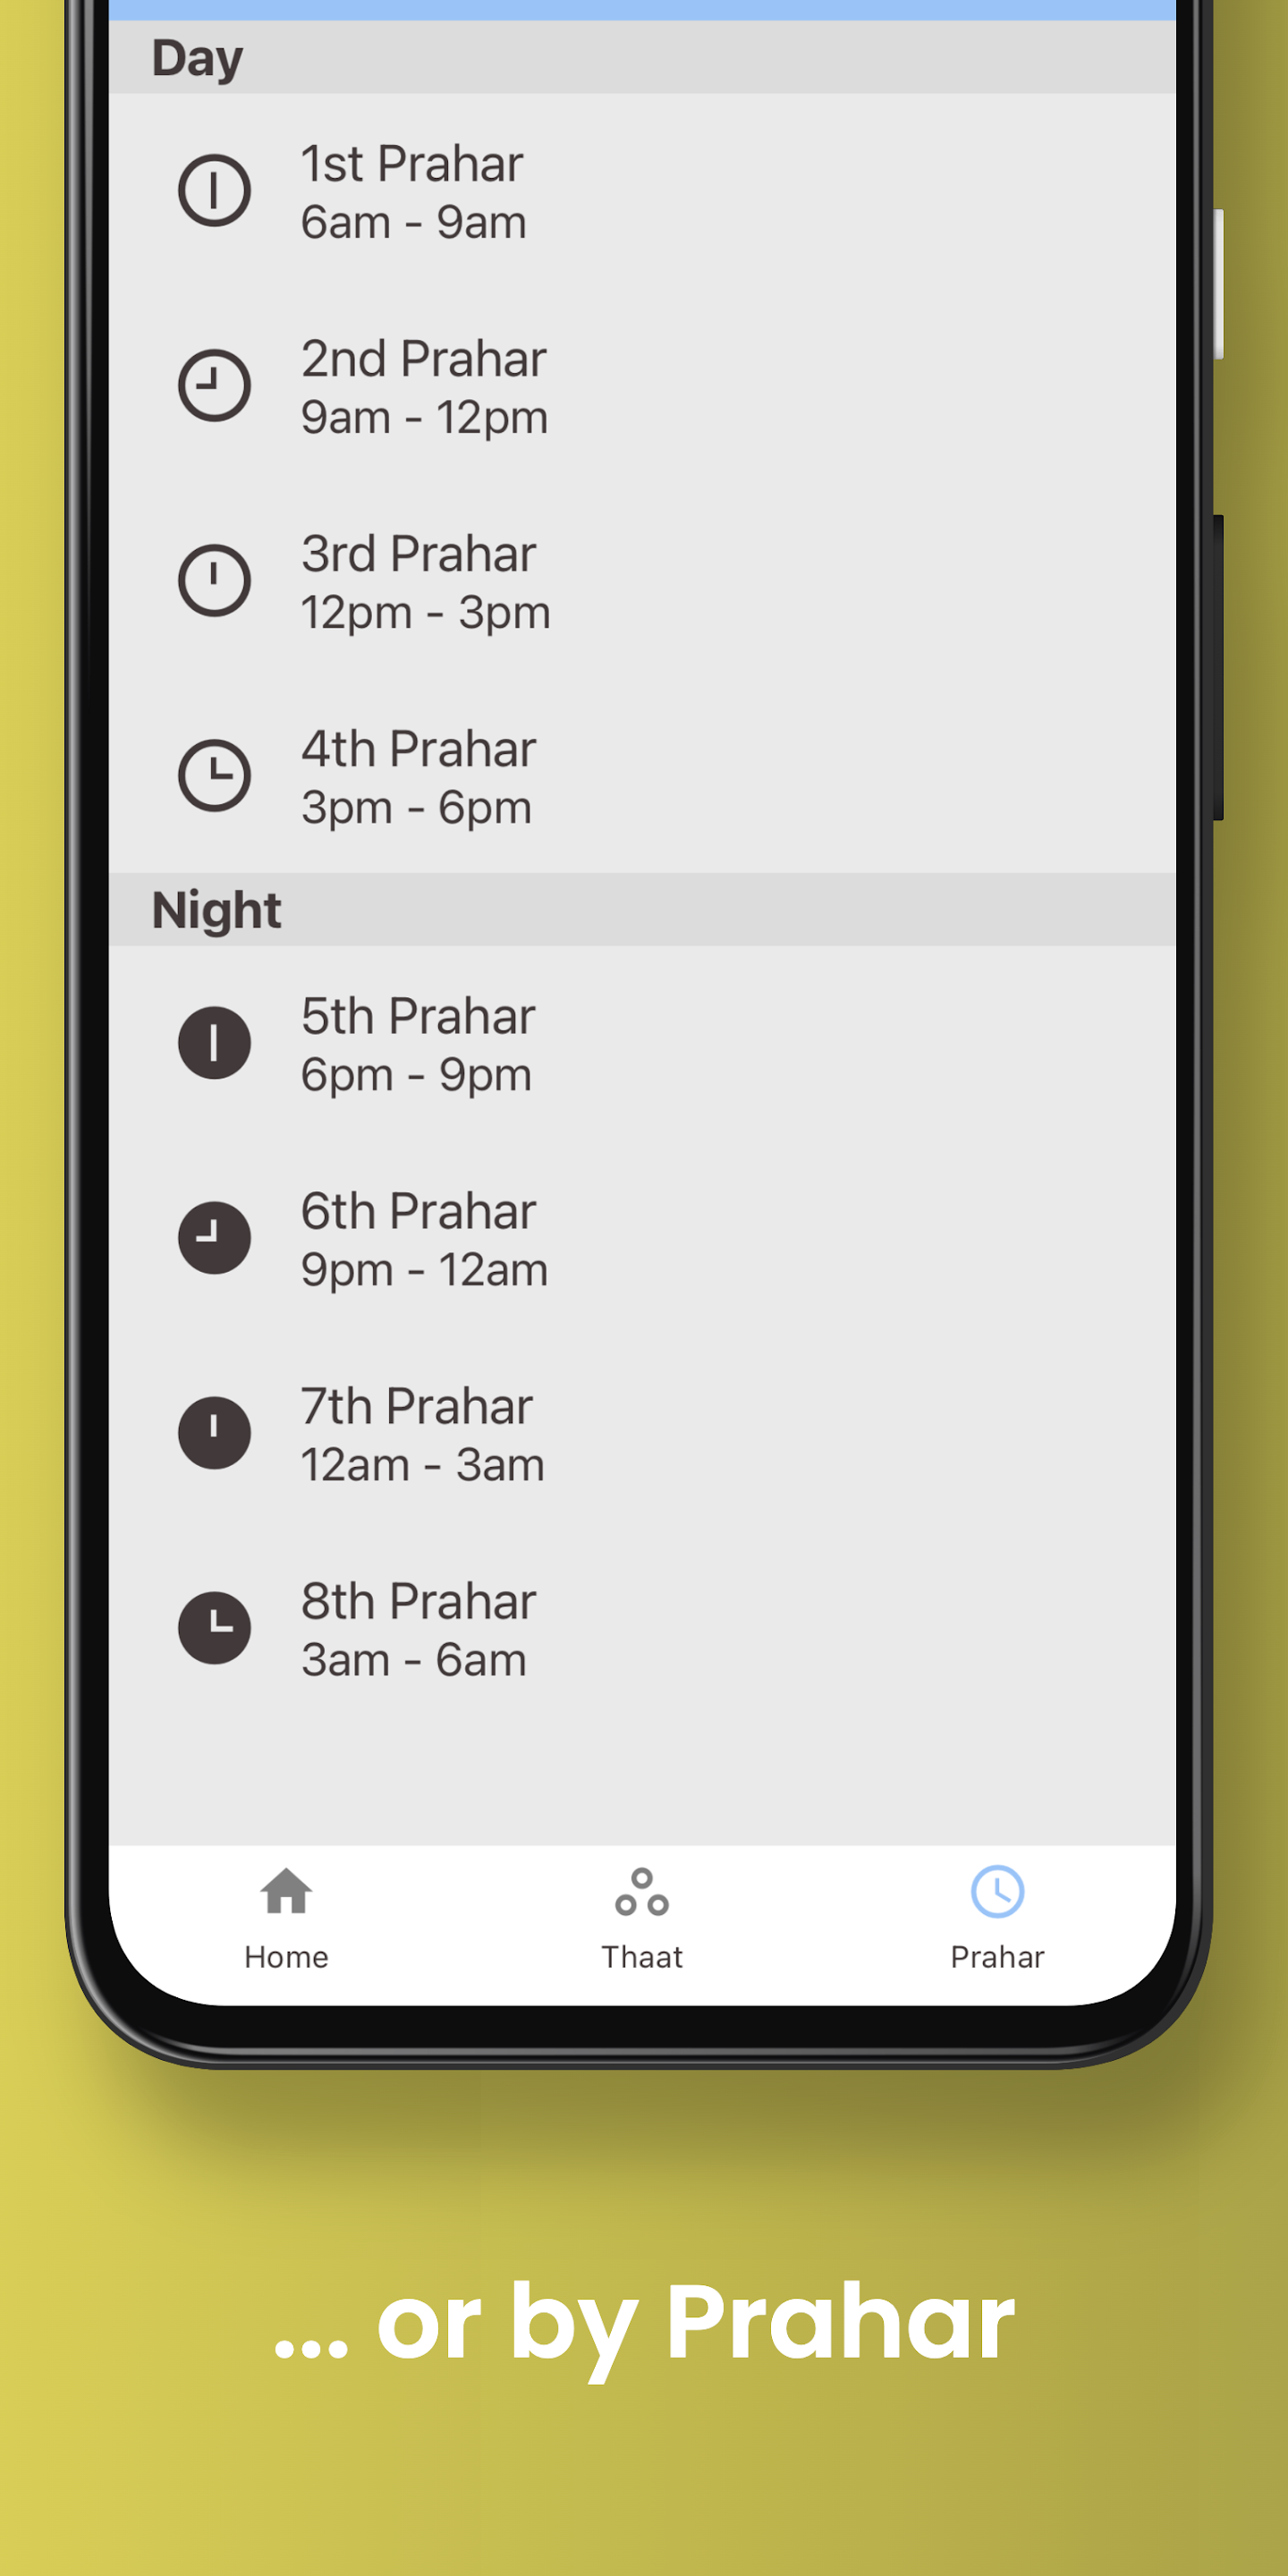 Day
1st Prahar
6am - 9am
2nd Prahar
9am - 12pm
3rd Prahar
12pm - 3pm
4th Prahar
3pm - 6pm
Night
5th Prahar
6pm - 9pm
6th Prahar
9pm - 12am
7th Prahar
12am - 3am
8th Prahar
3am - 6am
Home
Thaat
Prahar
... or by Prahar